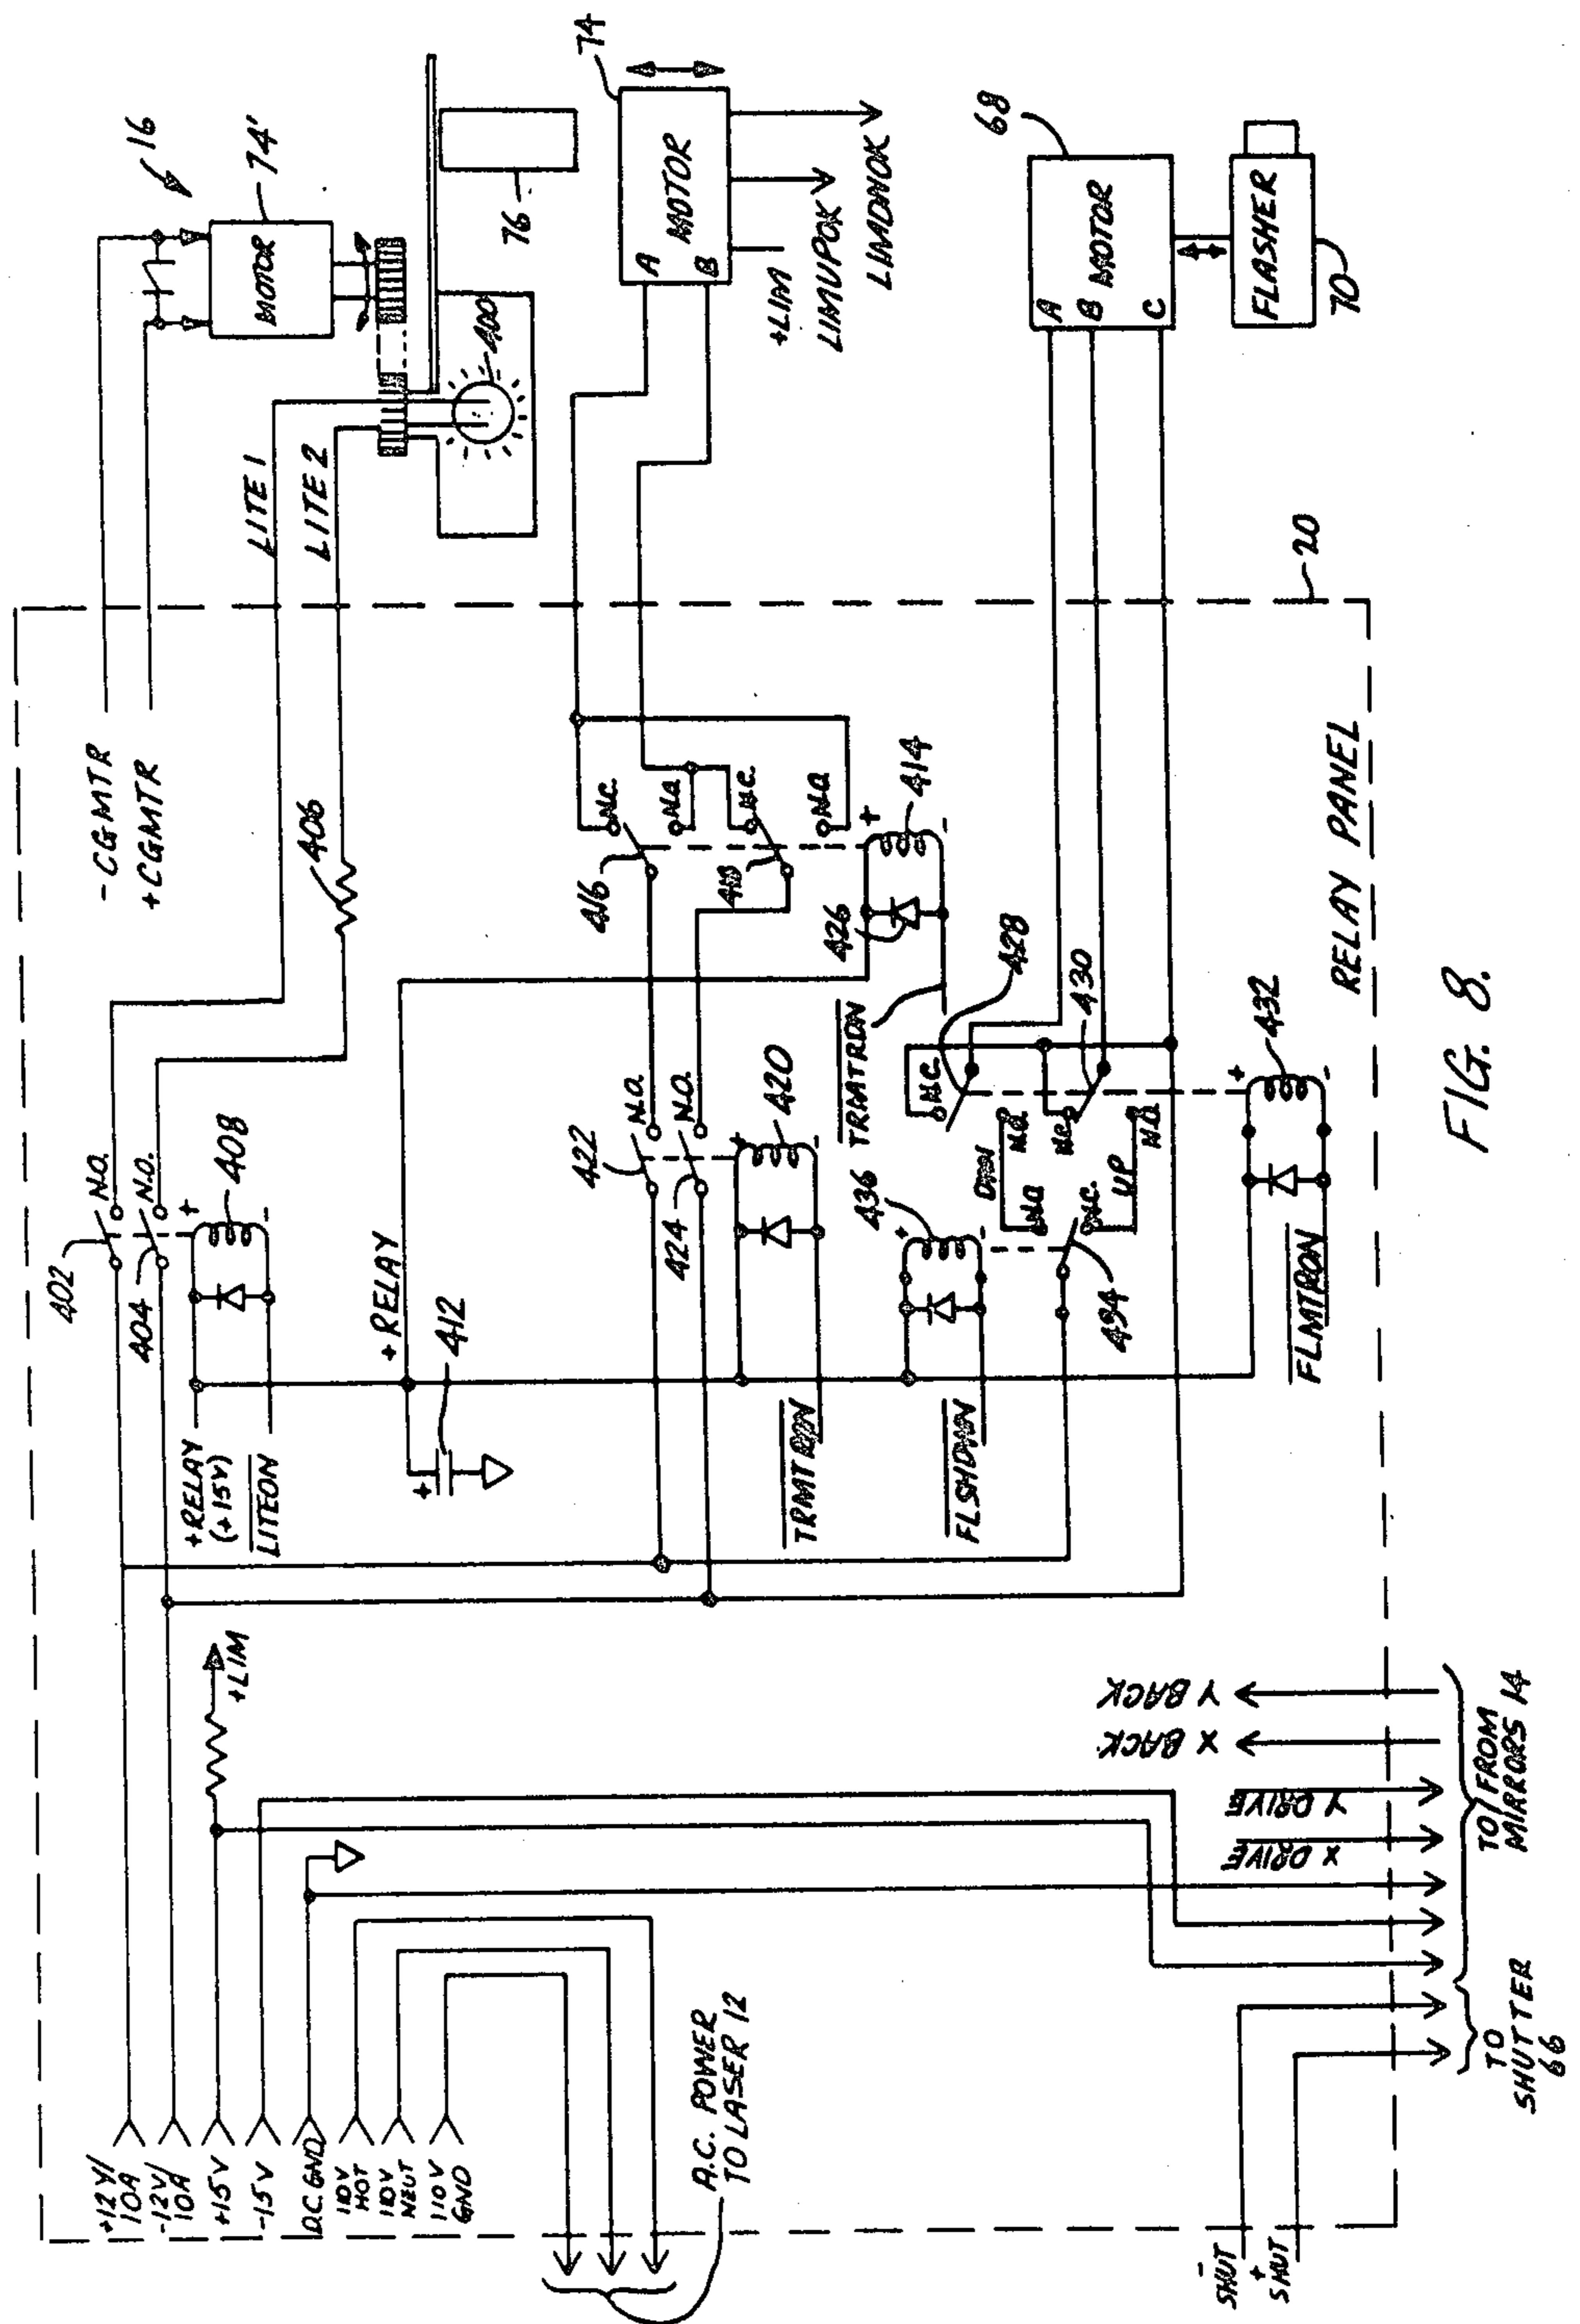 16
-CGMTR
+CGMTR
74'
MOTOR
LITE 1
LITE 2
400
76
74
A
B
MOTOR
+LIM
LIMUPOK
LIMDNOK
68
A
B
C
MOTOR
FLASHER
70
20
402
N.O.
404
N.O.
406
+
408
-
+RELAY
(+15V)
LITEON
+RELAY
412
+
416
N.C.
N.O.
418
N.C.
N.O.
+
414
-
426
422
N.O.
424
N.O.
+
420
-
TRMTRON
TRMTRDN
428
N.C.
N.O.
430
N.C.
N.O.
DWN
UP
436
+
-
N.O.
N.C.
494
FLSHDWN
+
432
-
FLMTRON
RELAY PANEL
+12V/
10A
-12V/
10A
+15V
-15V
D.C. GND
110V
HOT
110V
NEUT
110V
GND
+LIM
A.C. POWER
TO LASER 12
-
SHUT
+
SHUT
X DRIVE
Y DRIVE
X BACK
Y BACK
TO
SHUTTER
66
TO/FROM
MIRRORS 14
FIG. 8.